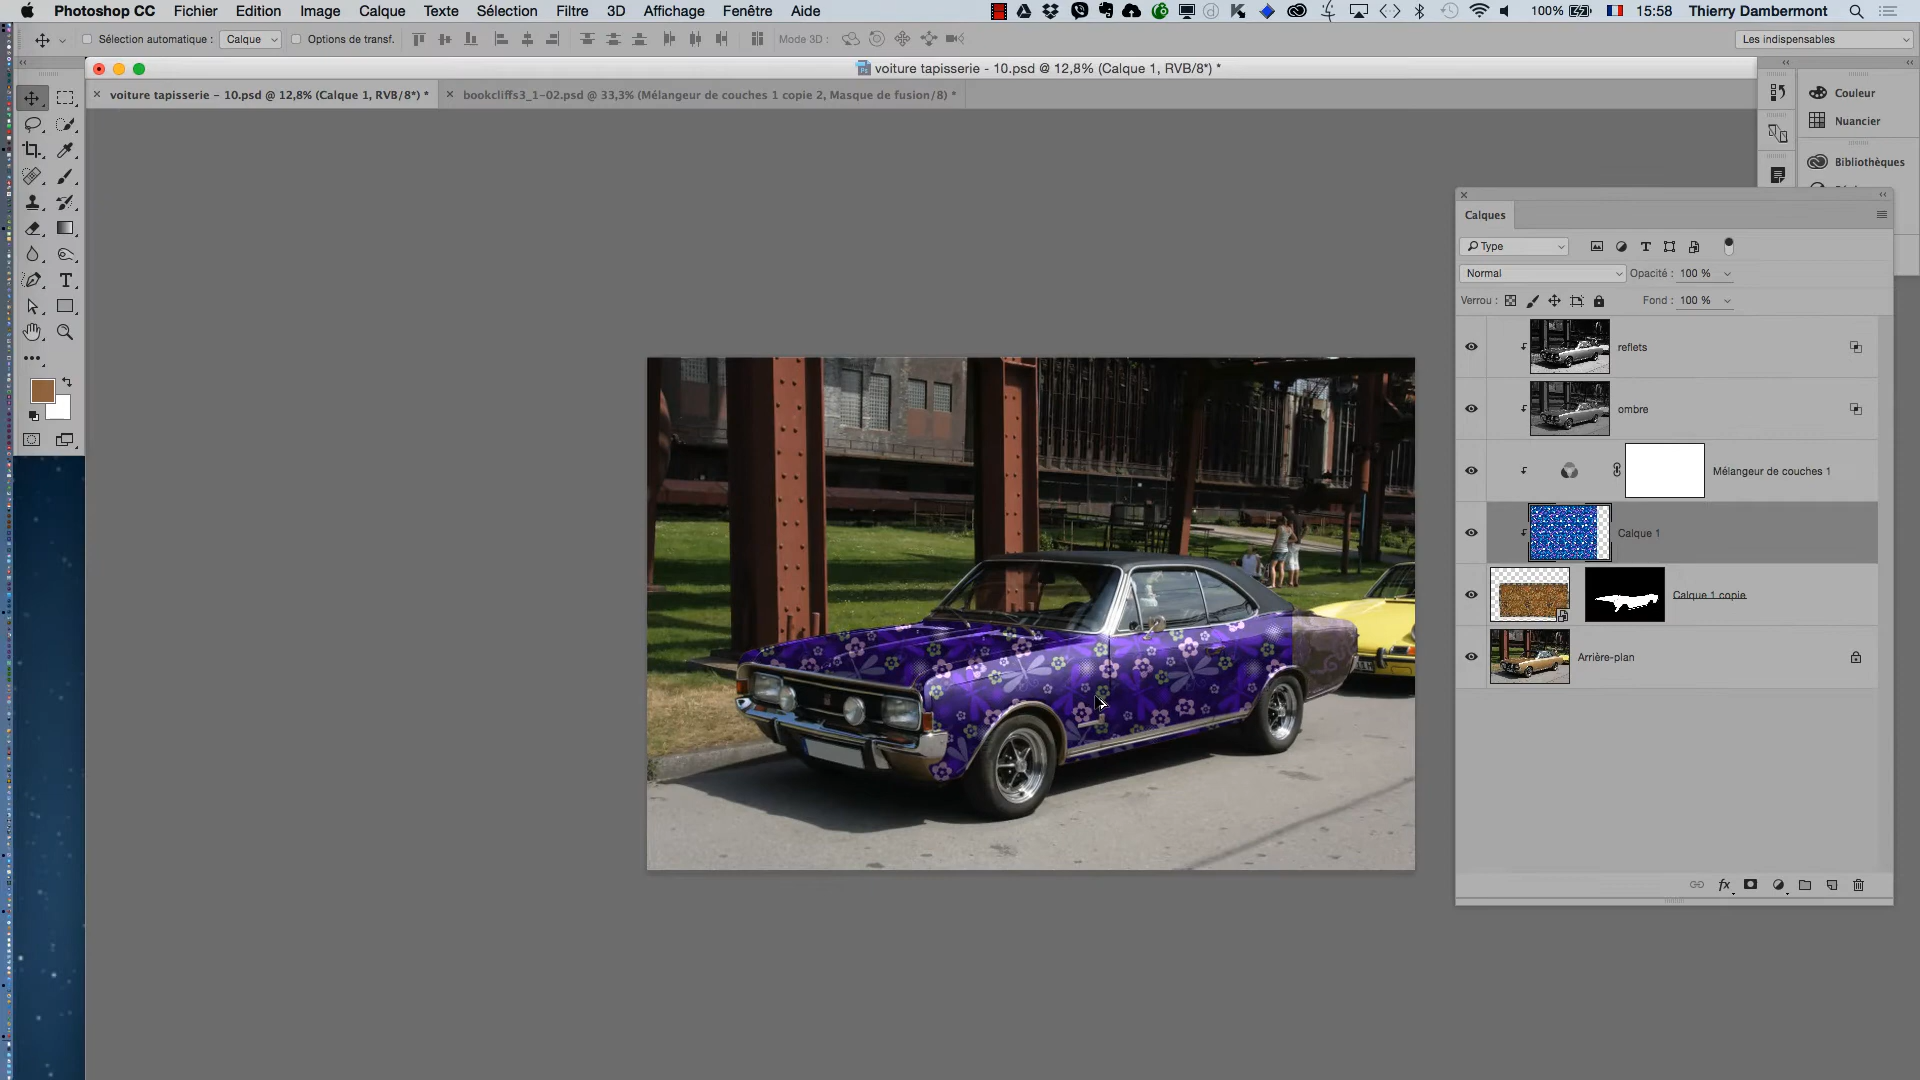 Photoshop CC Fichier Edition Image Calque Texte Sélection Filtre 3D Affichage Fenêtre Aide 100% 15:58 Thierry Dambermont
Sélection automatique : Calque Options de transf. Mode 3D : Les indispensables
voiture tapisserie - 10.psd @ 12,8% (Calque 1, RVB/8*) *
voiture tapisserie - 10.psd @ 12,8% (Calque 1, RVB/8*) * bookcliffs3_1-02.psd @ 33,3% (Mélangeur de couches 1 copie 2, Masque de fusion/8) *
Couleur
Nuancier
Bibliothèques
Calques
Type
Normal Opacité : 100 %
Verrou : Fond : 100 %
reflets
ombre
Mélangeur de couches 1
Calque 1
Calque 1 copie
Arrière-plan